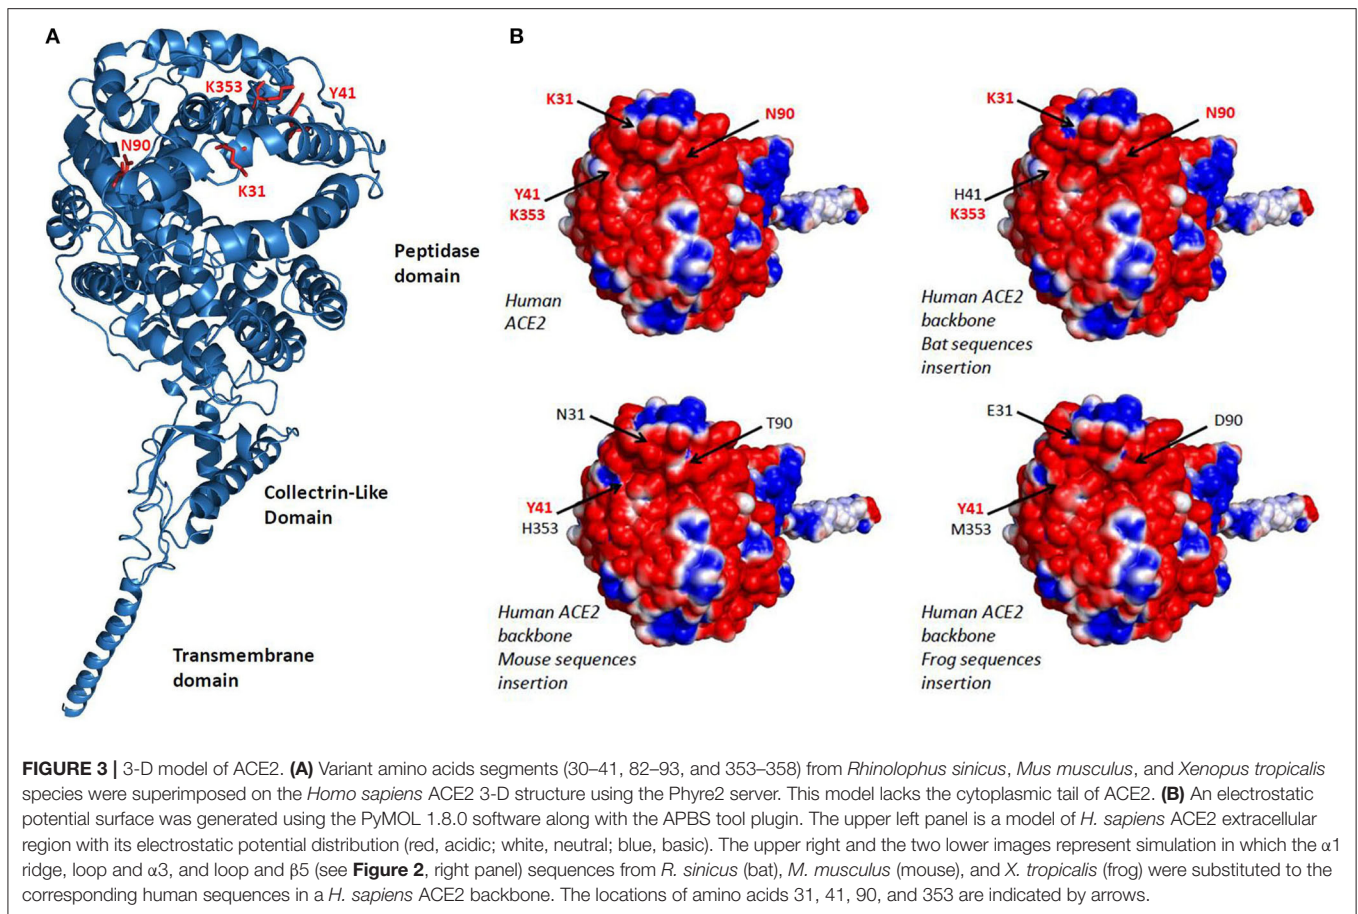 A
K353
Y41
N90
K31
Peptidase
domain
Collectrin-Like
Domain
Transmembrane
domain
B
K31
N90
Y41
K353
Human
ACE2
K31
N90
H41
K353
Human ACE2
backbone
Bat sequences
insertion
N31
T90
Y41
H353
Human ACE2
backbone
Mouse sequences
insertion
E31
D90
Y41
M353
Human ACE2
backbone
Frog sequences
insertion
FIGURE 3 | 3-D model of ACE2. (A) Variant amino acids segments (30–41, 82–93, and 353–358) from Rhinolophus sinicus, Mus musculus, and Xenopus tropicalis
species were superimposed on the Homo sapiens ACE2 3-D structure using the Phyre2 server. This model lacks the cytoplasmic tail of ACE2. (B) An electrostatic
potential surface was generated using the PyMOL 1.8.0 software along with the APBS tool plugin. The upper left panel is a model of H. sapiens ACE2 extracellular
region with its electrostatic potential distribution (red, acidic; white, neutral; blue, basic). The upper right and the two lower images represent simulation in which the α1
ridge, loop and α3, and loop and β5 (see Figure 2, right panel) sequences from R. sinicus (bat), M. musculus (mouse), and X. tropicalis (frog) were substituted to the
corresponding human sequences in a H. sapiens ACE2 backbone. The locations of amino acids 31, 41, 90, and 353 are indicated by arrows.